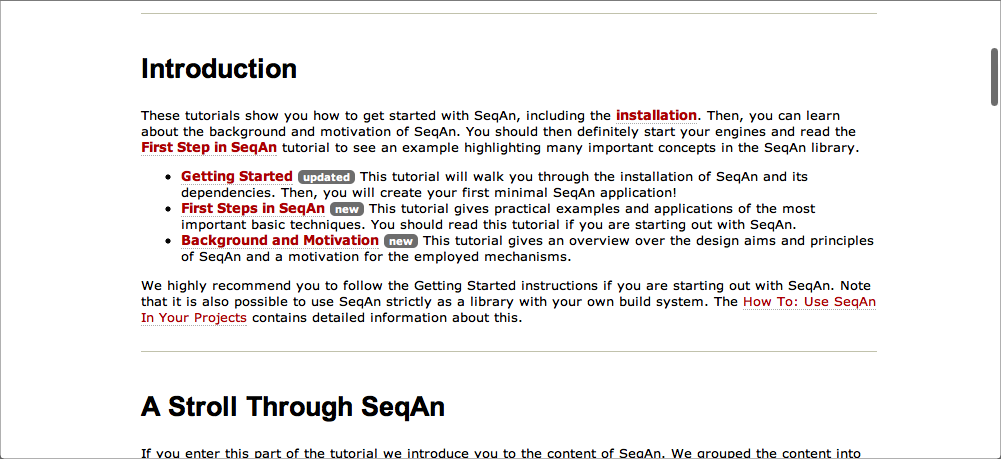 Introduction
These tutorials show you how to get started with SeqAn, including the installation. Then, you can learn
about the background and motivation of SeqAn. You should then definitely start your engines and read the
First Step in SeqAn tutorial to see an example highlighting many important concepts in the SeqAn library.
Getting Started updated This tutorial will walk you through the installation of SeqAn and its
dependencies. Then, you will create your first minimal SeqAn application!
First Steps in SeqAn new This tutorial gives practical examples and applications of the most
important basic techniques. You should read this tutorial if you are starting out with SeqAn.
Background and Motivation new This tutorial gives an overview over the design aims and principles
of SeqAn and a motivation for the employed mechanisms.
We highly recommend you to follow the Getting Started instructions if you are starting out with SeqAn. Note
that it is also possible to use SeqAn strictly as a library with your own build system. The How To: Use SeqAn
In Your Projects contains detailed information about this.
A Stroll Through SeqAn
If you enter this part of the tutorial we introduce you to the content of SeqAn. We grouped the content into